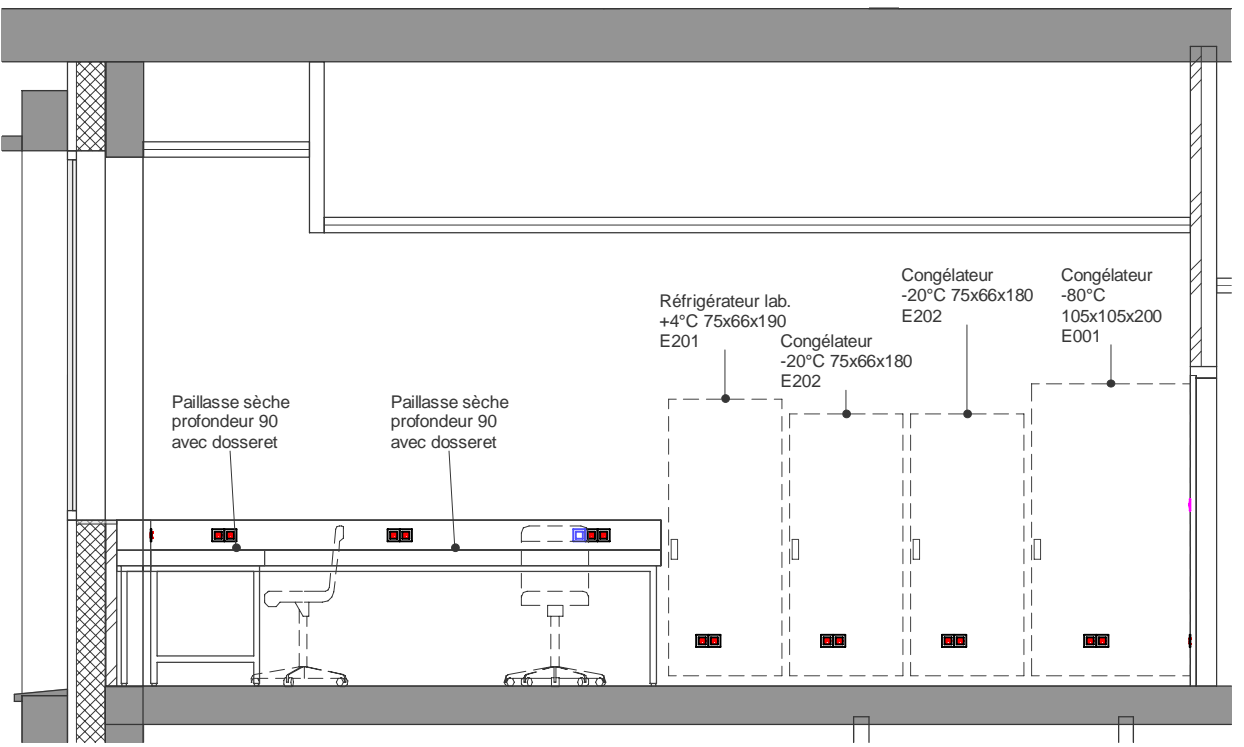 Paillasse sèche
profondeur 90
avec dosseret
Paillasse sèche
profondeur 90
avec dosseret
Réfrigérateur lab.
+4°C 75x66x190
E201
Congélateur
-20°C 75x66x180
E202
Congélateur
-20°C 75x66x180
E202
Congélateur
-80°C
105x105x200
E001